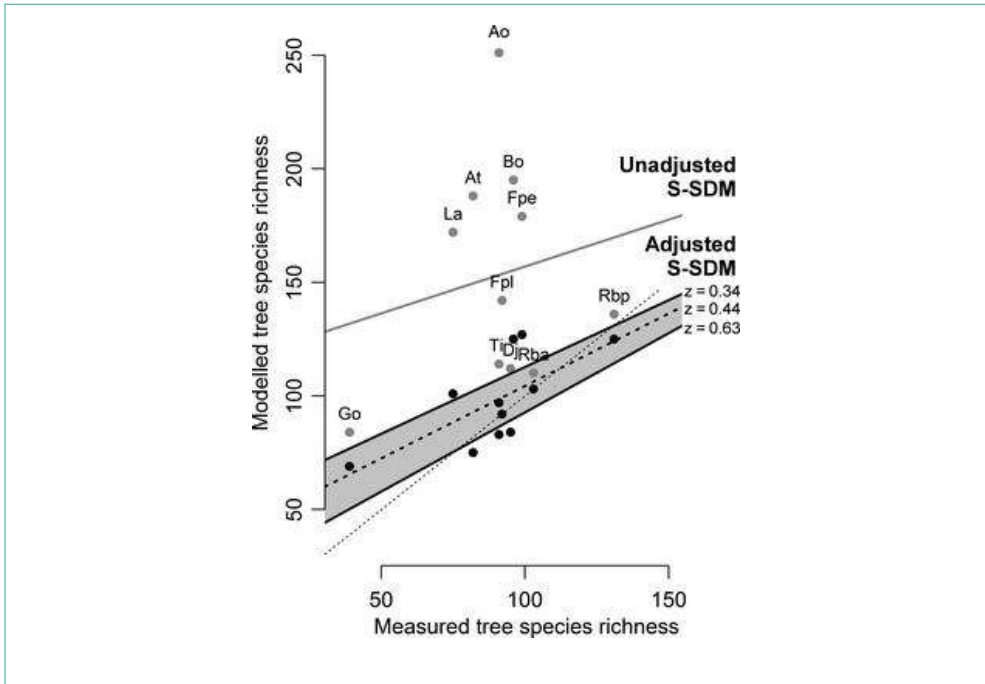 Ao
250
Bo
Unadjusted
S-SDM
200
At
Fpe
La
Adjusted
S-SDM
Fpl
Rbp
z = 0.34
z = 0.44
z = 0.63
150
Ti
Dj
Rba
100
Go
50
Modelled tree species richness
50 100 150
Measured tree species richness